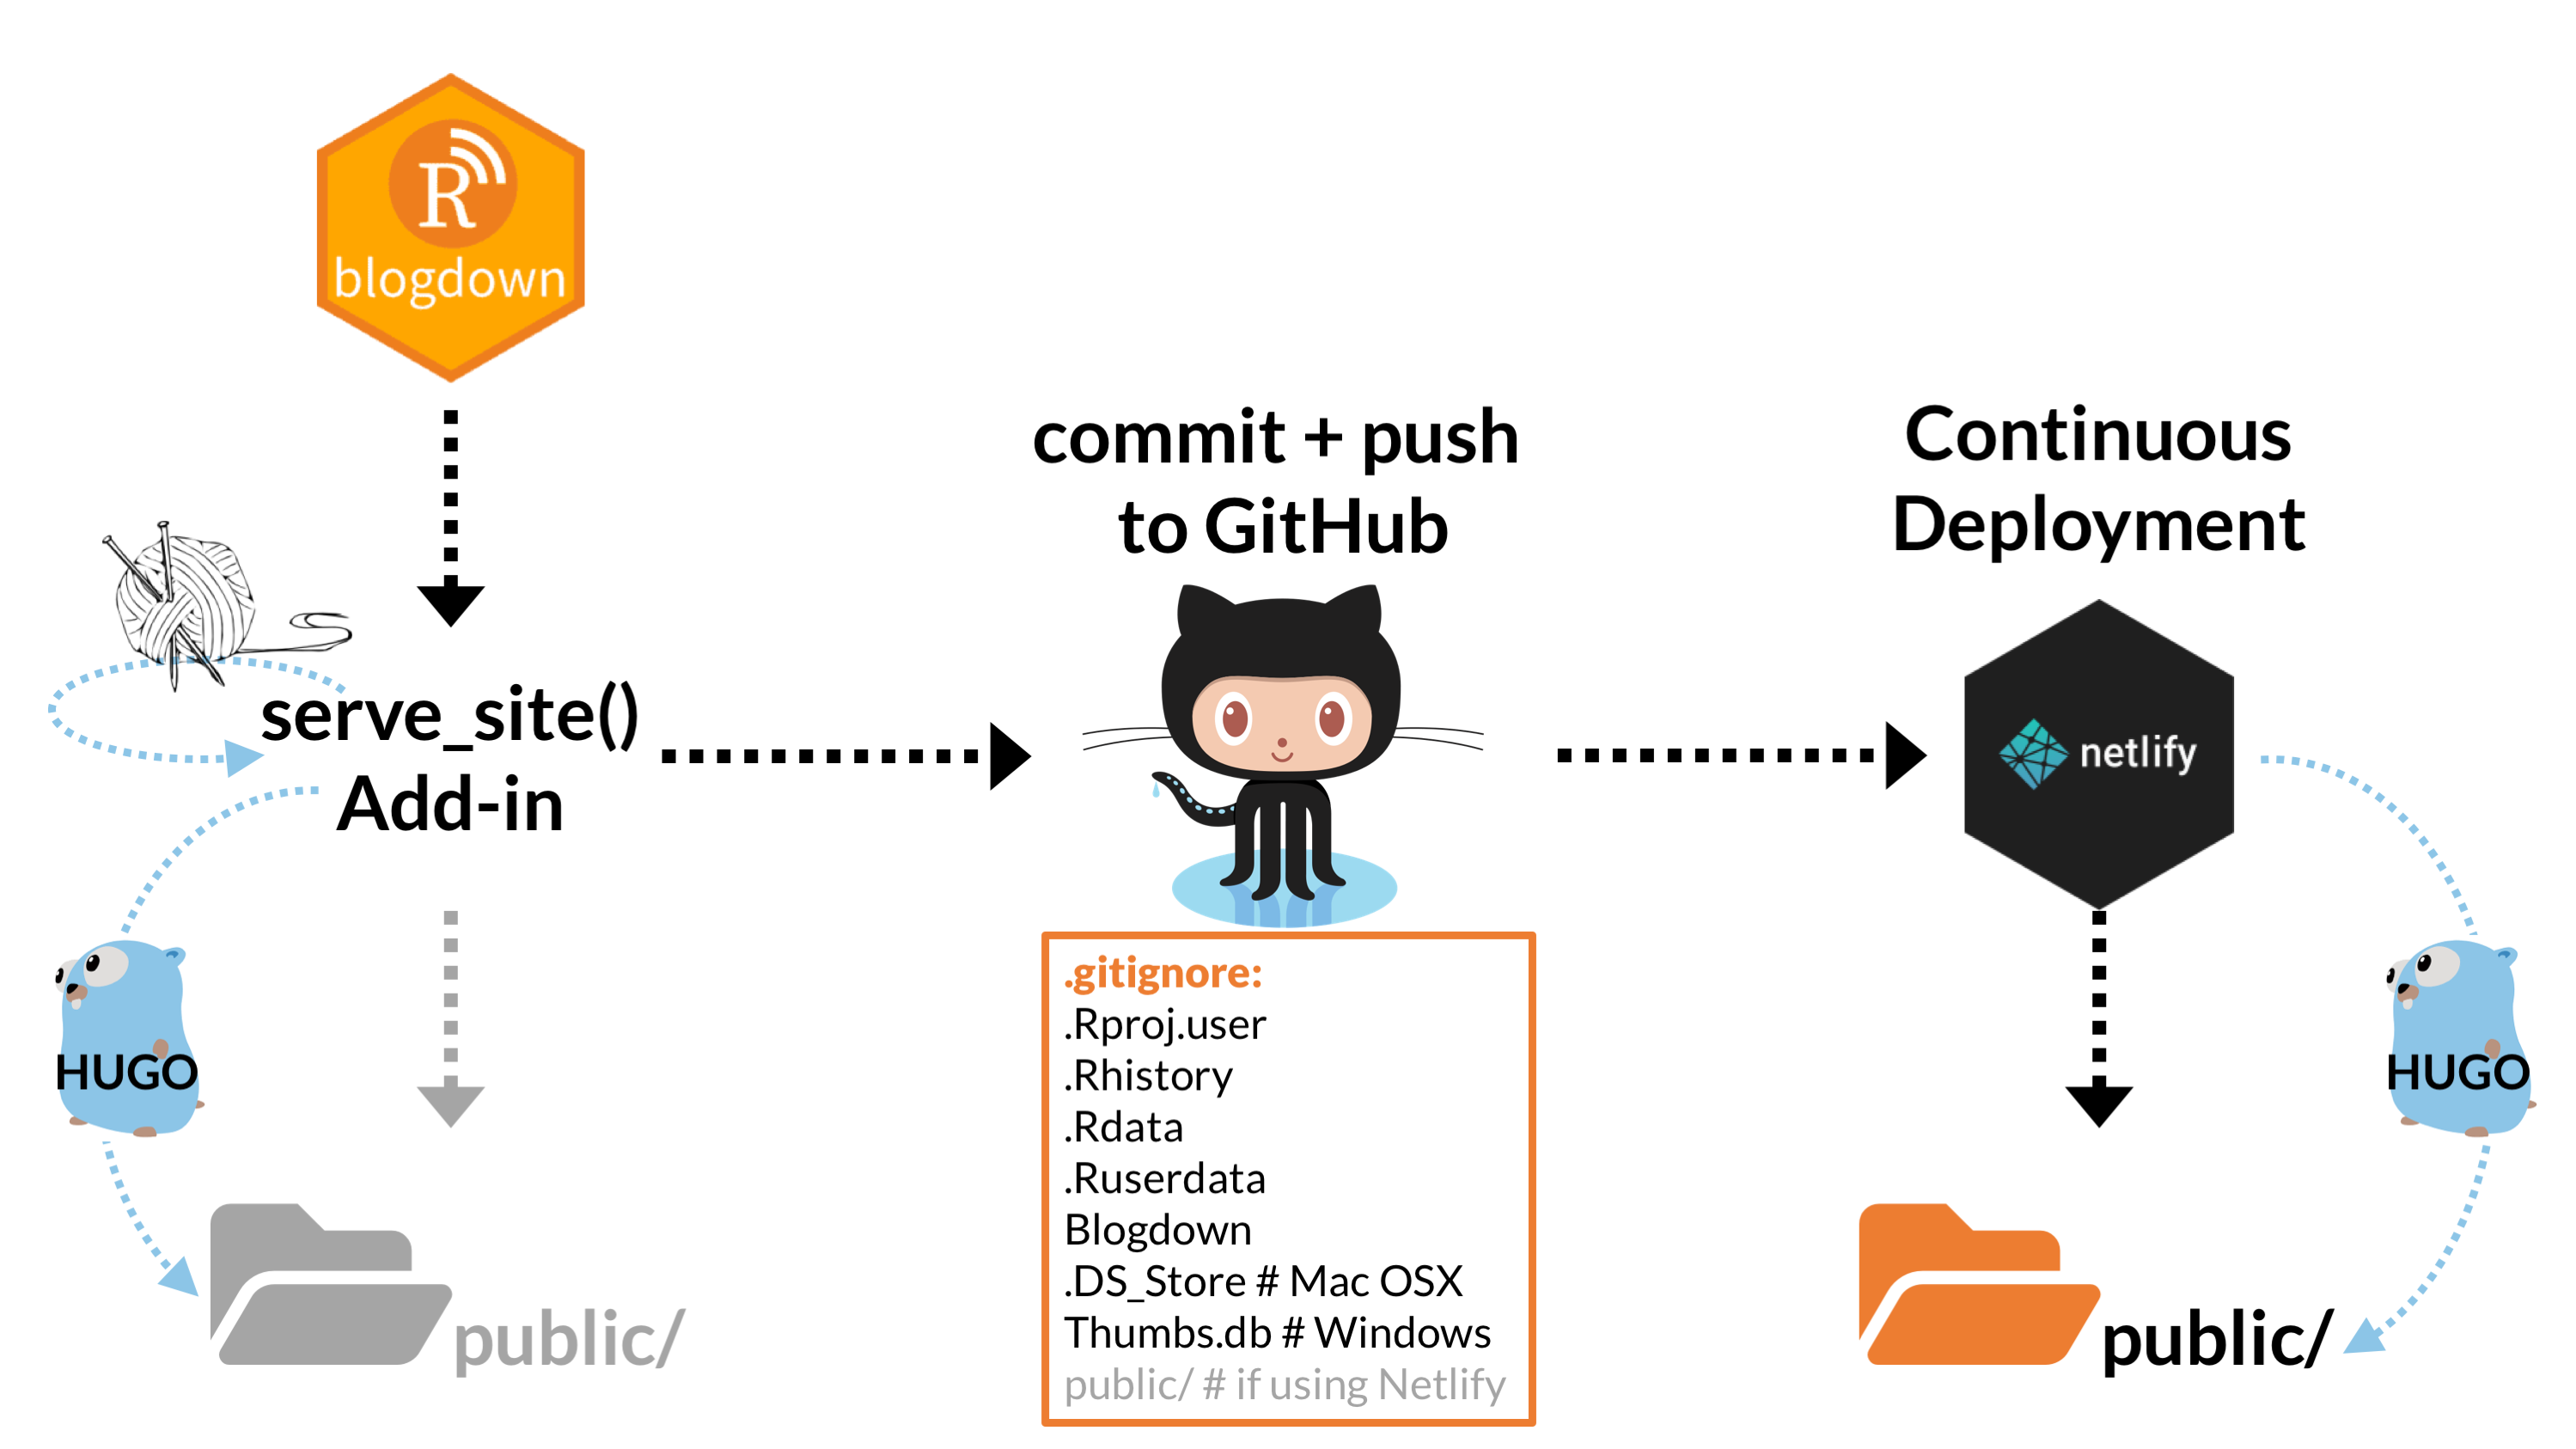 R
blogdown
serve_site()
Add-in
HUGO
public/
commit + push
to GitHub
.gitignore:
.Rproj.user
.Rhistory
.Rdata
.Ruserdata
Blogdown
.DS_Store # Mac OSX
Thumbs.db # Windows
public/ # if using Netlify
Continuous
Deployment
netlify
HUGO
public/